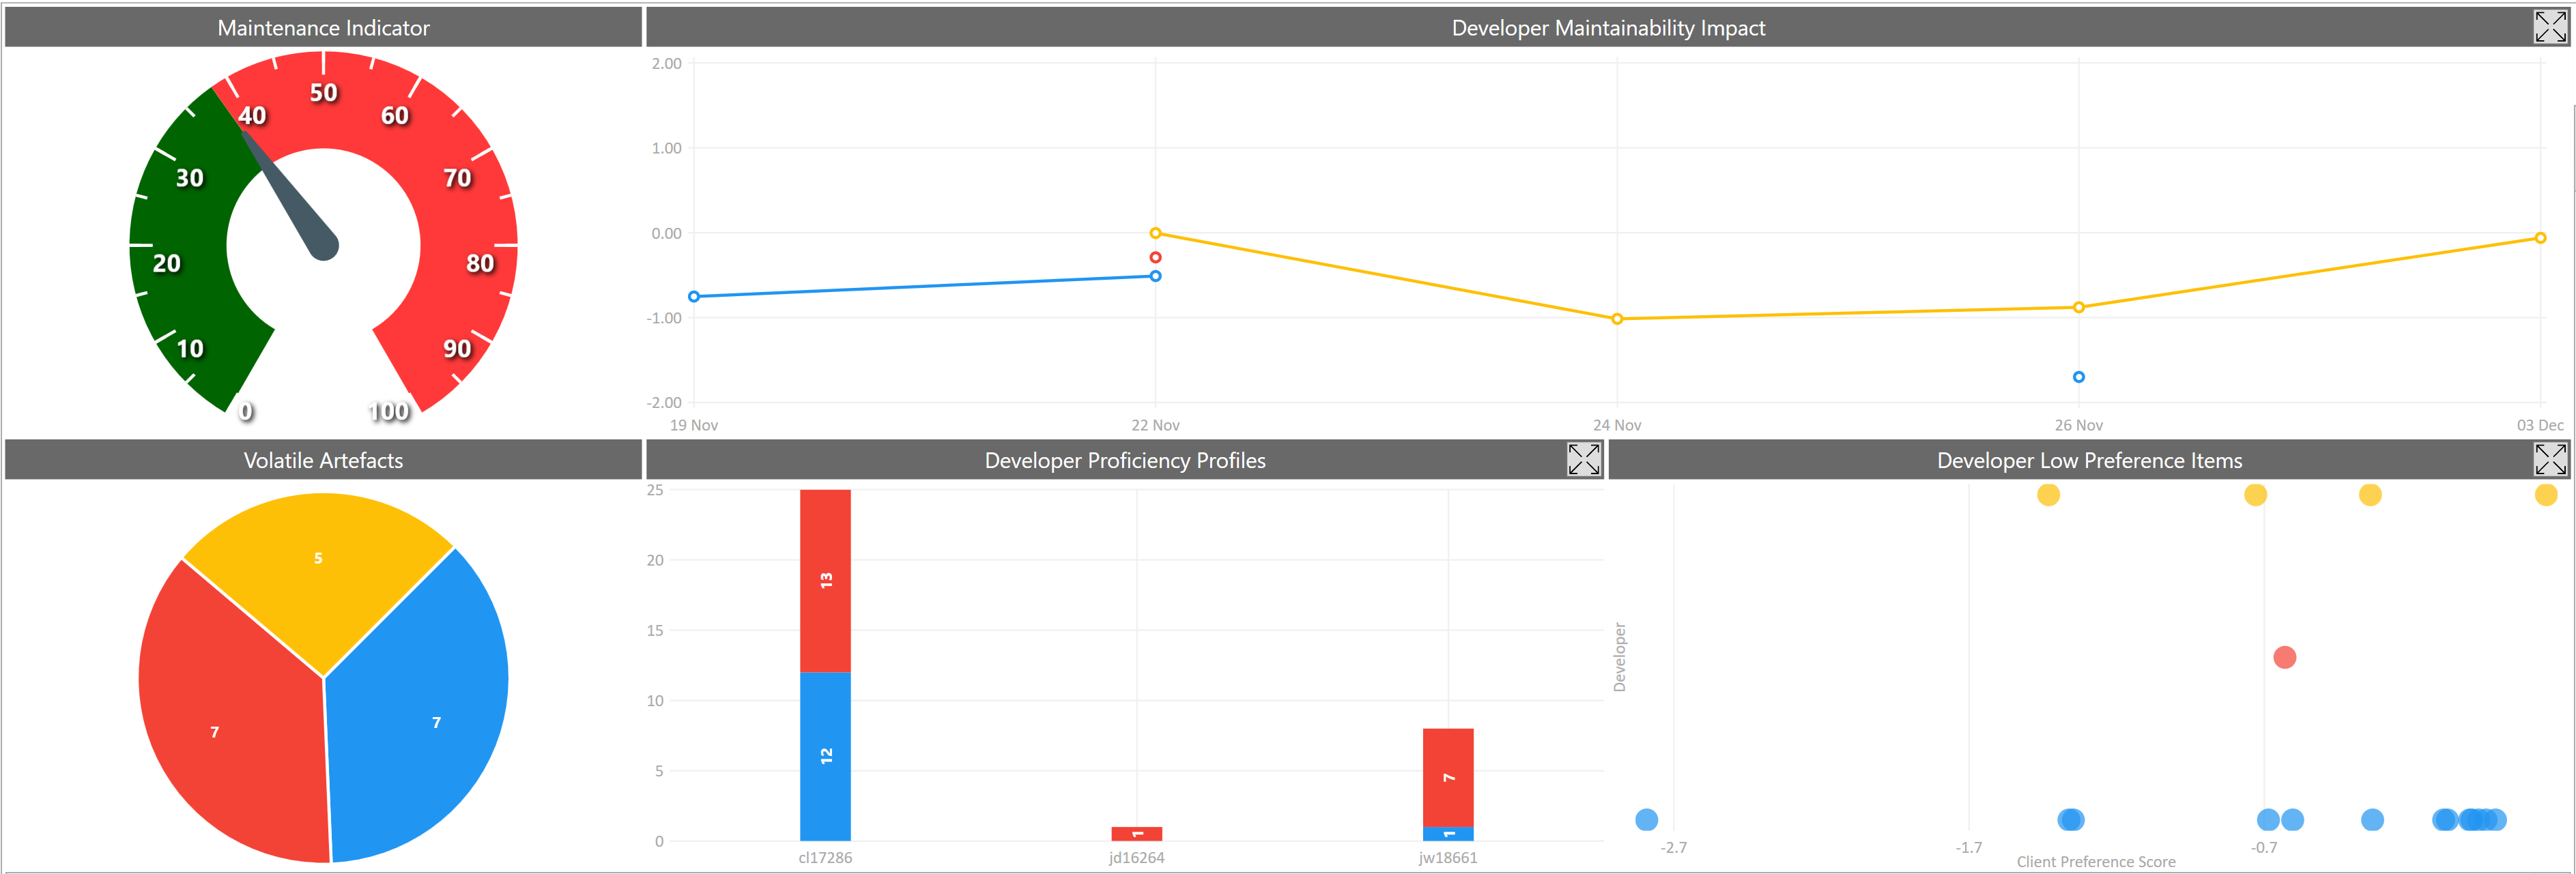 Maintenance Indicator
0
10
20
30
40
50
60
70
80
90
100
Developer Maintainability Impact
2.00
1.00
0.00
-1.00
-2.00
19 Nov
22 Nov
24 Nov
26 Nov
03 Dec
Volatile Artefacts
5
7
7
Developer Proficiency Profiles
25
20
15
10
5
0
13
12
1
7
1
cl17286
jd16264
jw18661
Developer Low Preference Items
Developer
-2.7
-1.7
-0.7
Client Preference Score